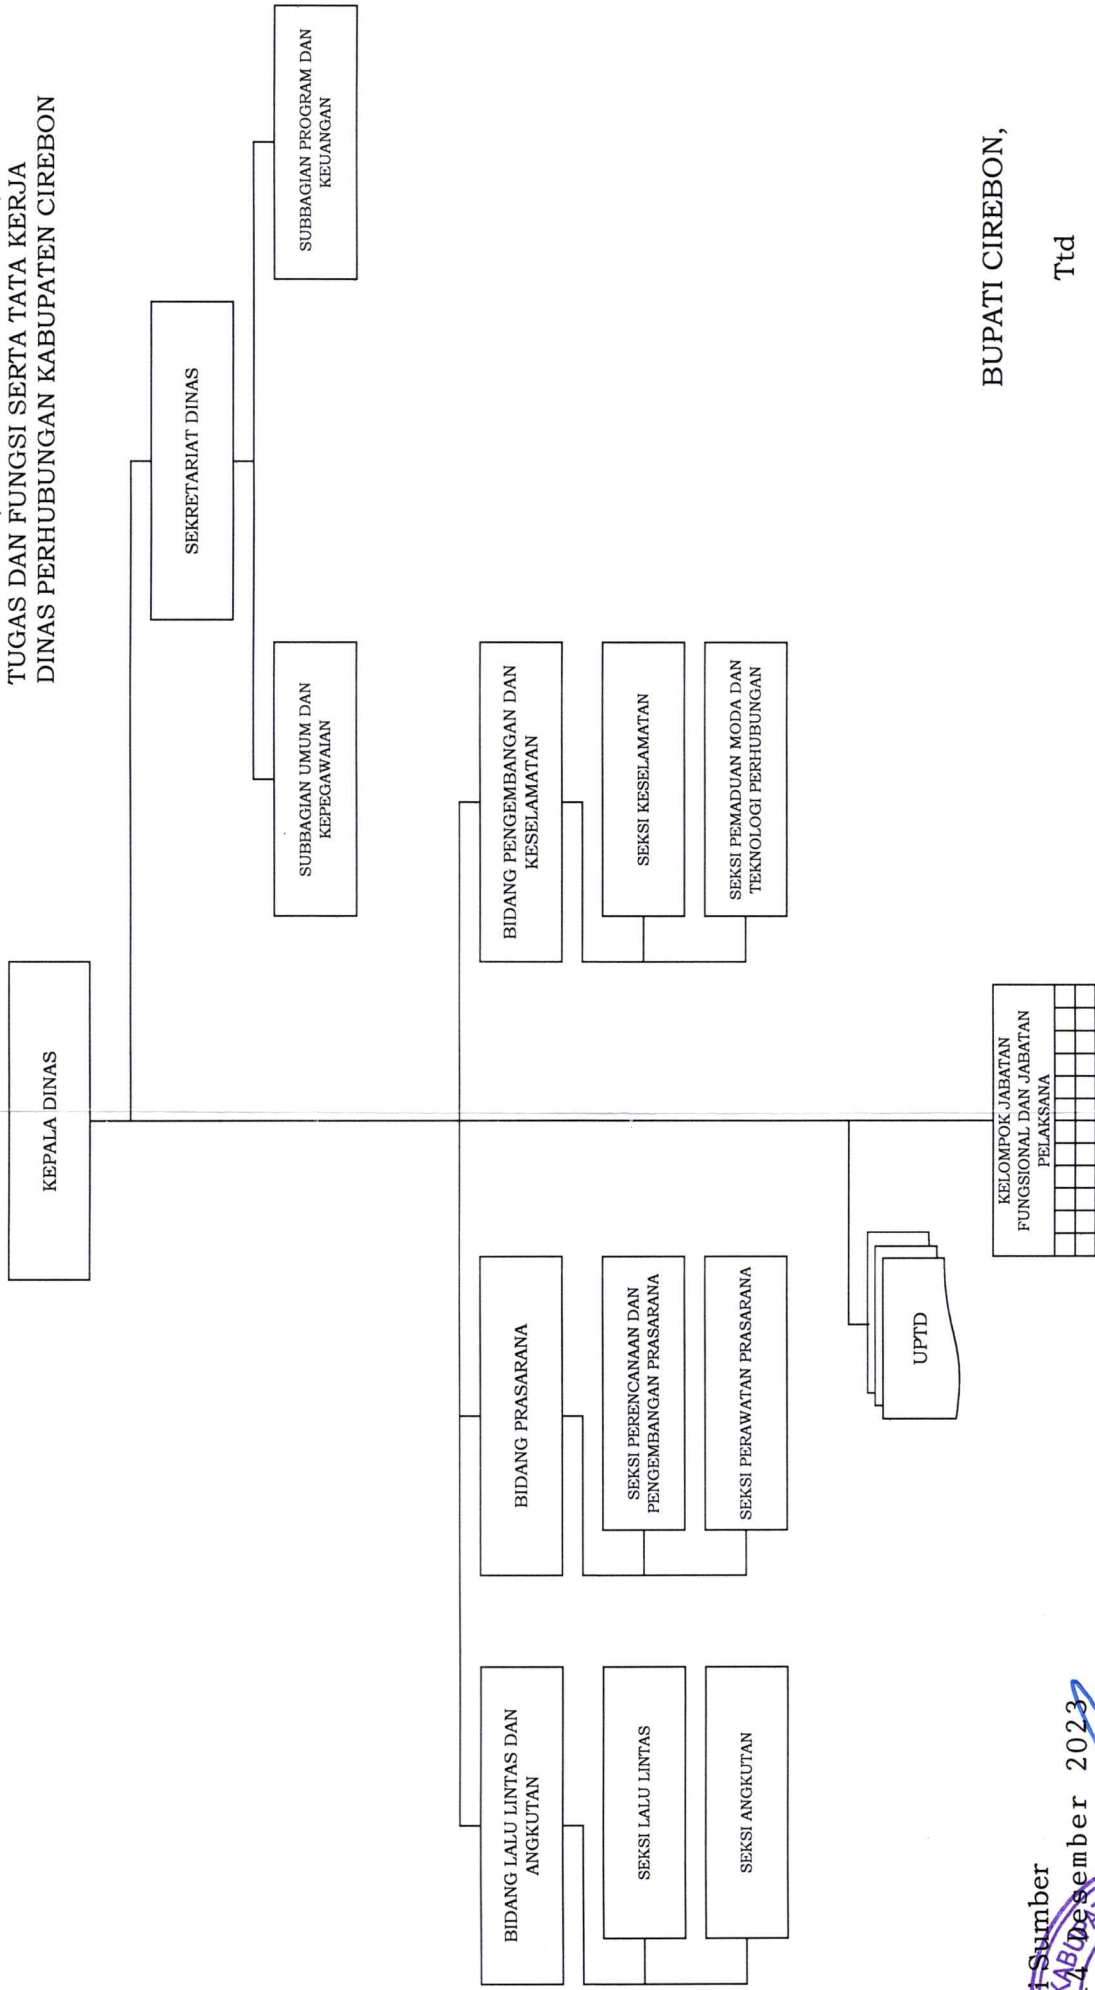 TUGAS DAN FUNGSI SERTA TATA KERJA
DINAS PERHUBUNGAN KABUPATEN CIREBON
KEPALA DINAS
SEKRETARIAT DINAS
SUBBAGIAN UMUM DAN
KEPEGAWAIAN
SUBBAGIAN PROGRAM DAN
KEUANGAN
BIDANG LALU LINTAS DAN
ANGKUTAN
BIDANG PRASARANA
BIDANG PENGEMBANGAN DAN
KESELAMATAN
SEKSI LALU LINTAS
SEKSI PERENCANAAN DAN
PENGEMBANGAN PRASARANA
SEKSI KESELAMATAN
SEKSI ANGKUTAN
SEKSI PERAWATAN PRASARANA
SEKSI PEMADUAN MODA DAN
TEKNOLOGI PERHUBUNGAN
UPTD
KELOMPOK JABATAN
FUNGSIONAL DAN JABATAN
PELAKSANA
BUPATI CIREBON,
Ttd
Sumber
Desember 2023